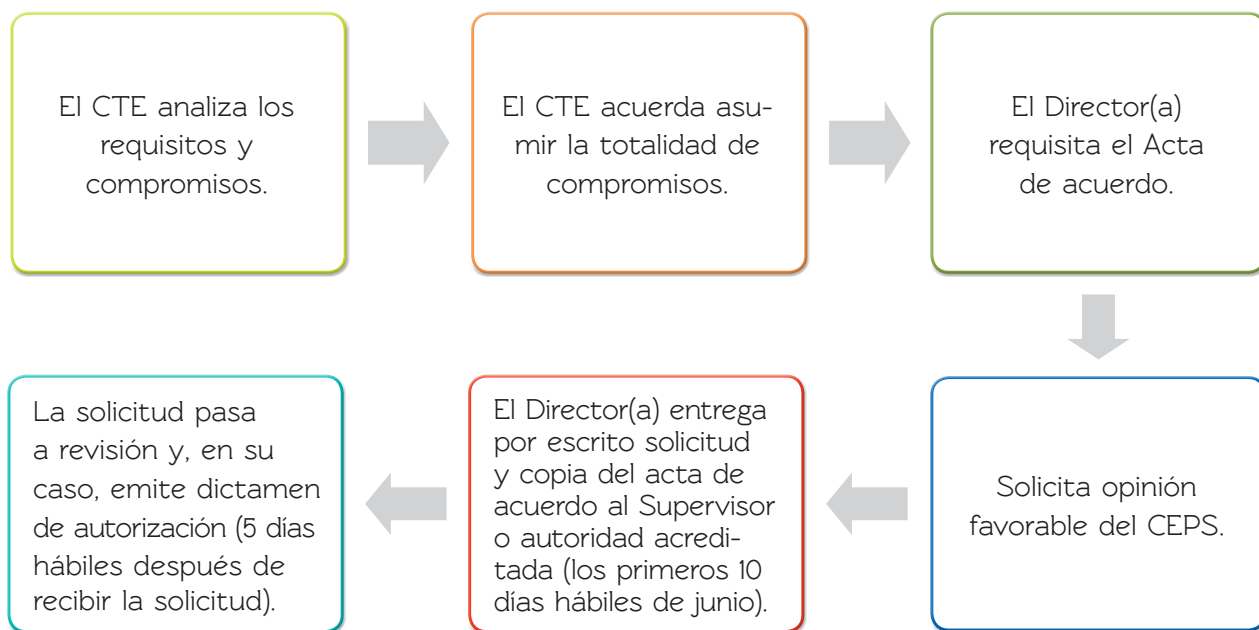 El CTE analiza los
requisitos y
compromisos.
El CTE acuerda asu-
mir la totalidad de
compromisos.
El Director(a)
requisita el Acta
de acuerdo.
Solicita opinión
favorable del CEPS.
El Director(a) entrega
por escrito solicitud
y copia del acta de
acuerdo al Supervisor
o autoridad acredi-
tada (los primeros 10
días hábiles de junio).
La solicitud pasa
a revisión y, en su
caso, emite dictamen
de autorización (5 días
hábiles después de
recibir la solicitud).